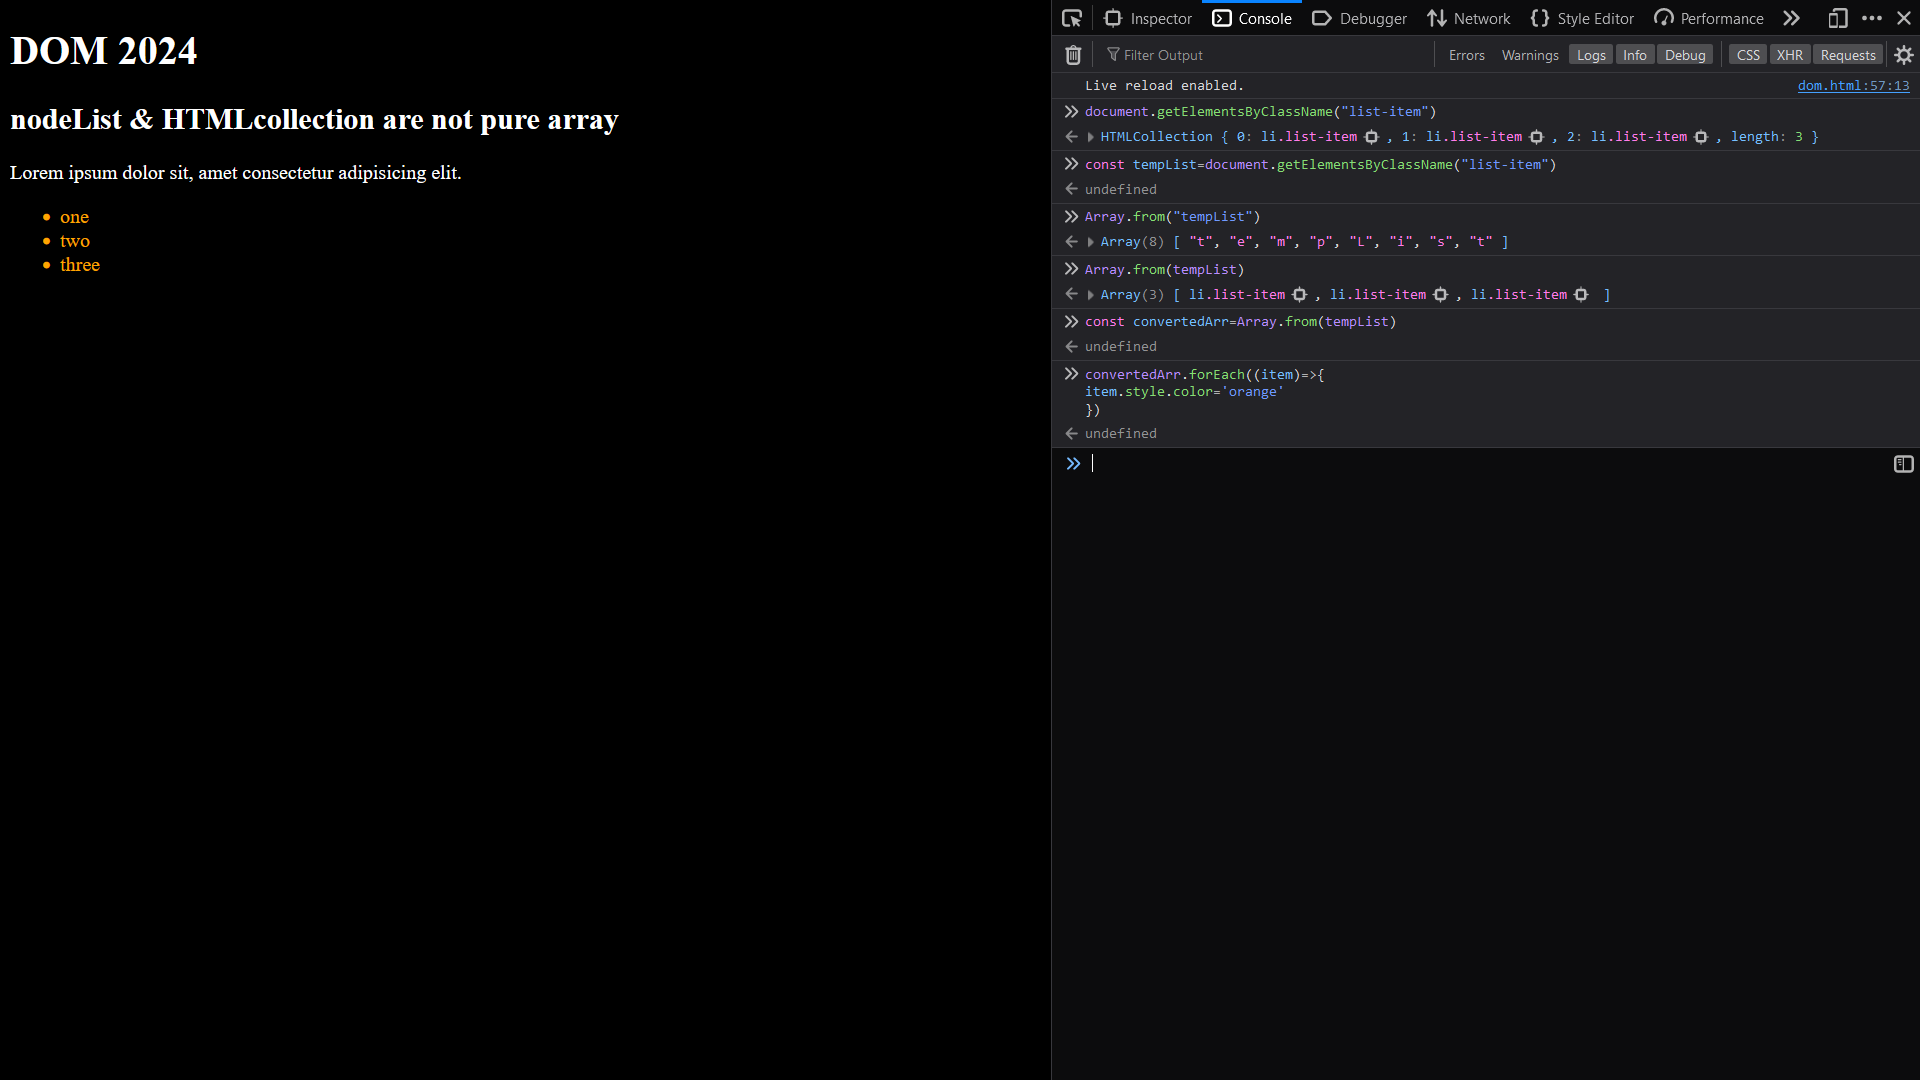 DOM 2024
nodeList & HTMLcollection are not pure array
Lorem ipsum dolor sit, amet consectetur adipisicing elit.
one
two
three
Inspector Console Debugger Network Style Editor Performance
Filter Output Errors Warnings Logs Info Debug CSS XHR Requests
Live reload enabled. dom.html:57:13
document.getElementsByClassName("list-item")
HTMLCollection { 0: li.list-item , 1: li.list-item , 2: li.list-item , length: 3 }
const tempList=document.getElementsByClassName("list-item")
undefined
Array.from("tempList")
Array(8) [ "t", "e", "m", "p", "L", "i", "s", "t" ]
Array.from(tempList)
Array(3) [ li.list-item , li.list-item , li.list-item ]
const convertedArr=Array.from(tempList)
undefined
convertedArr.forEach((item)=>{
item.style.color='orange'
})
undefined